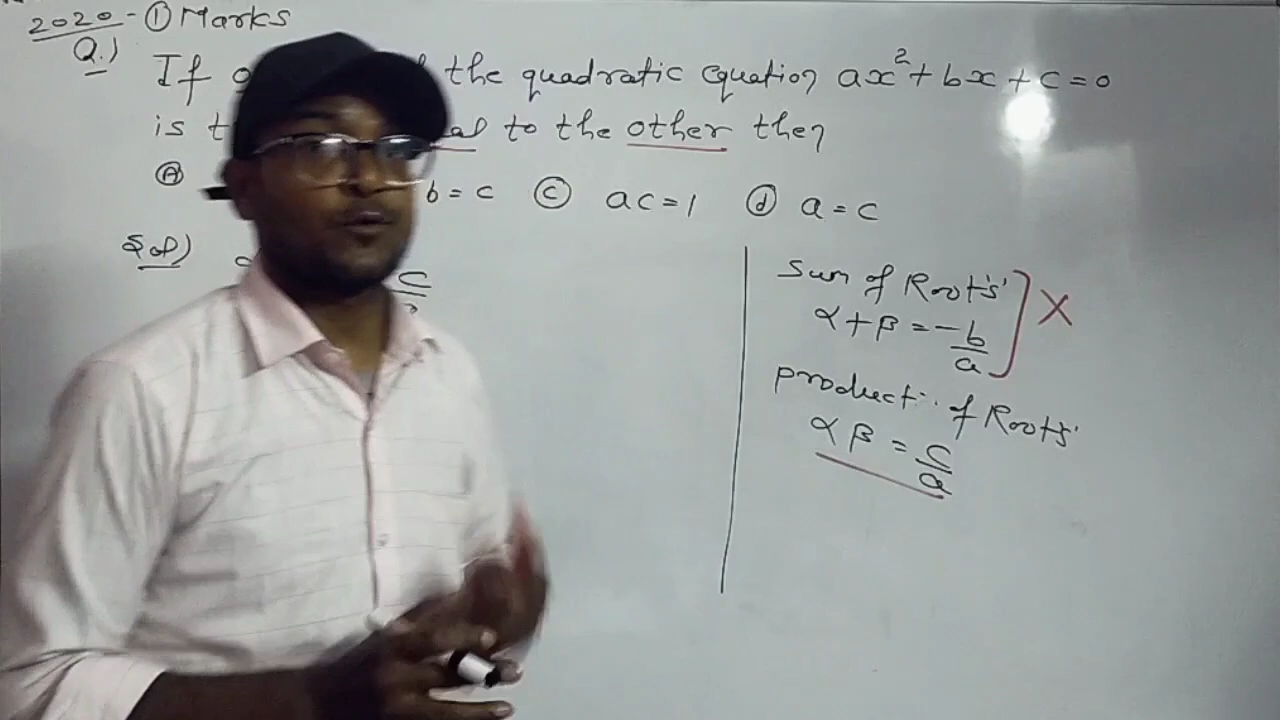 2020 - ① Marks
Q.)
If the quadratic equation ax² + bx + c = 0
is to the other then
Ⓐ b = c Ⓒ ac = 1 ⓓ a = c
Sol)
c
Sum of Roots'
α + β = -b/a
X
product of Roots'
α β = c/a